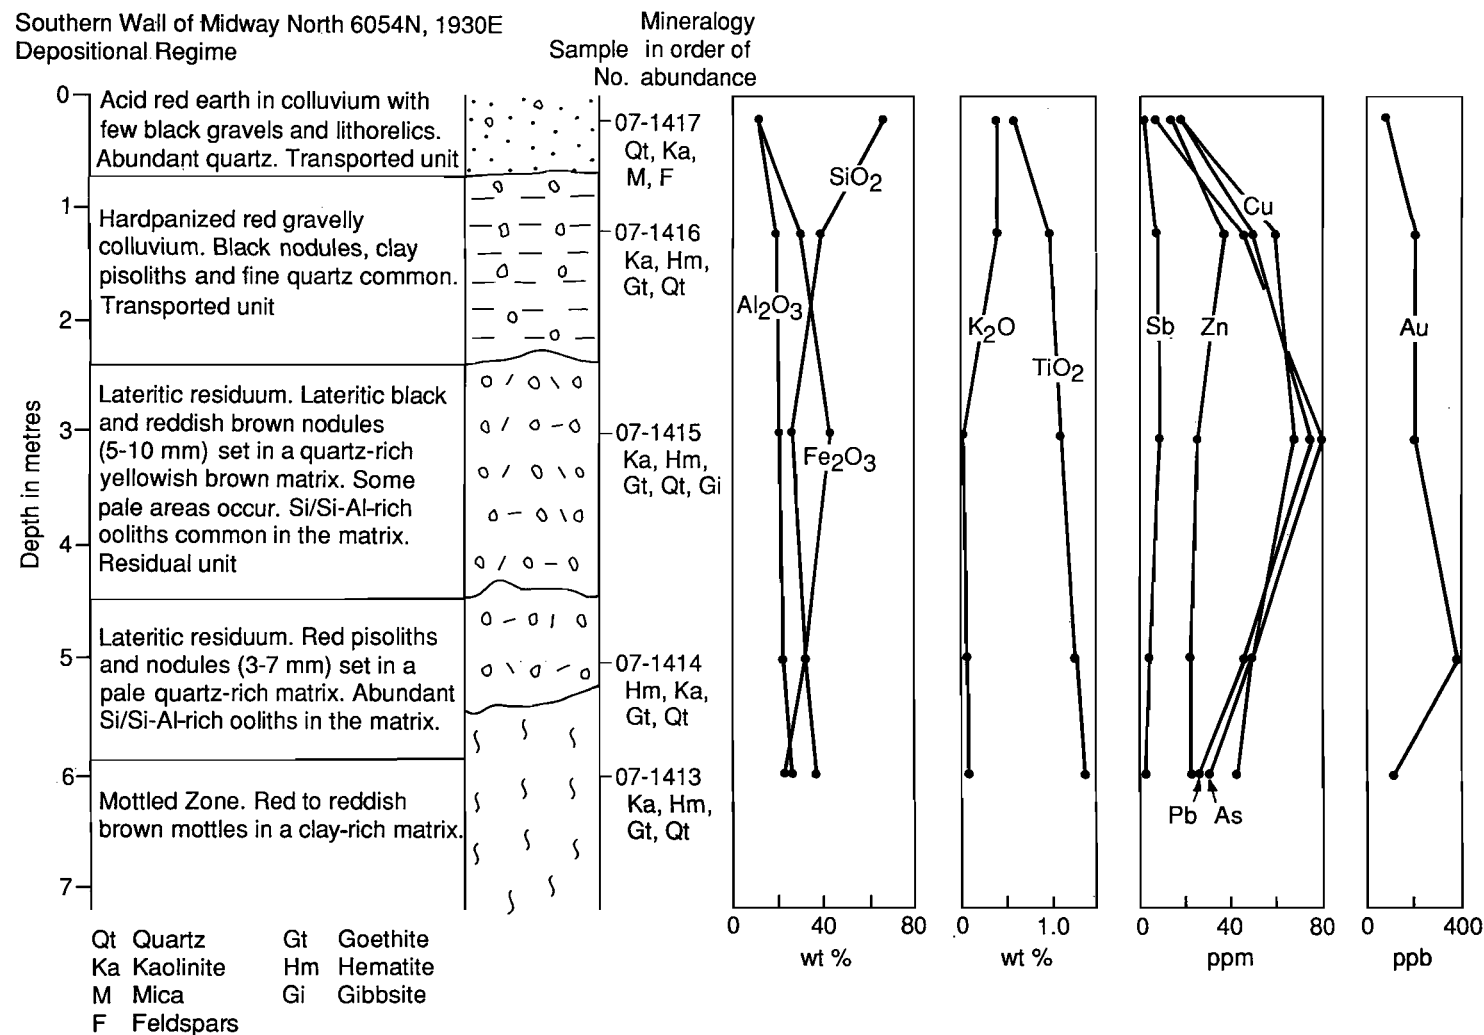 Southern Wall of Midway North 6054N, 1930E
Depositional Regime
Sample No.
Mineralogy
in order of
abundance
Depth in metres
0
1
2
3
4
5
6
7
Acid red earth in colluvium with
few black gravels and lithorelics.
Abundant quartz. Transported unit
Hardpanized red gravelly
colluvium. Black nodules, clay
pisoliths and fine quartz common.
Transported unit
Lateritic residuum. Lateritic black
and reddish brown nodules
(5-10 mm) set in a quartz-rich
yellowish brown matrix. Some
pale areas occur. Si/Si-Al-rich
ooliths common in the matrix.
Residual unit
Lateritic residuum. Red pisoliths
and nodules (3-7 mm) set in a
pale quartz-rich matrix. Abundant
Si/Si-Al-rich ooliths in the matrix.
Mottled Zone. Red to reddish
brown mottles in a clay-rich matrix.
07-1417
Qt, Ka,
M, F
07-1416
Ka, Hm,
Gt, Qt
07-1415
Ka, Hm,
Gt, Qt, Gi
07-1414
Hm, Ka,
Gt, Qt
07-1413
Ka, Hm,
Gt, Qt
SiO2
Al2O3
Fe2O3
0 40 80
wt %
K2O
TiO2
0 1.0
wt %
Cu
Sb
Zn
Pb
As
0 40 80
ppm
Au
0 400
ppb
Qt Quartz
Ka Kaolinite
M Mica
F Feldspars
Gt Goethite
Hm Hematite
Gi Gibbsite